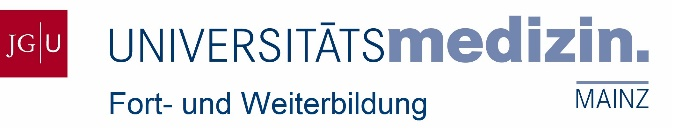 JG|U UNIVERSITÄTSmedizin.
MAINZ
Fort- und Weiterbildung